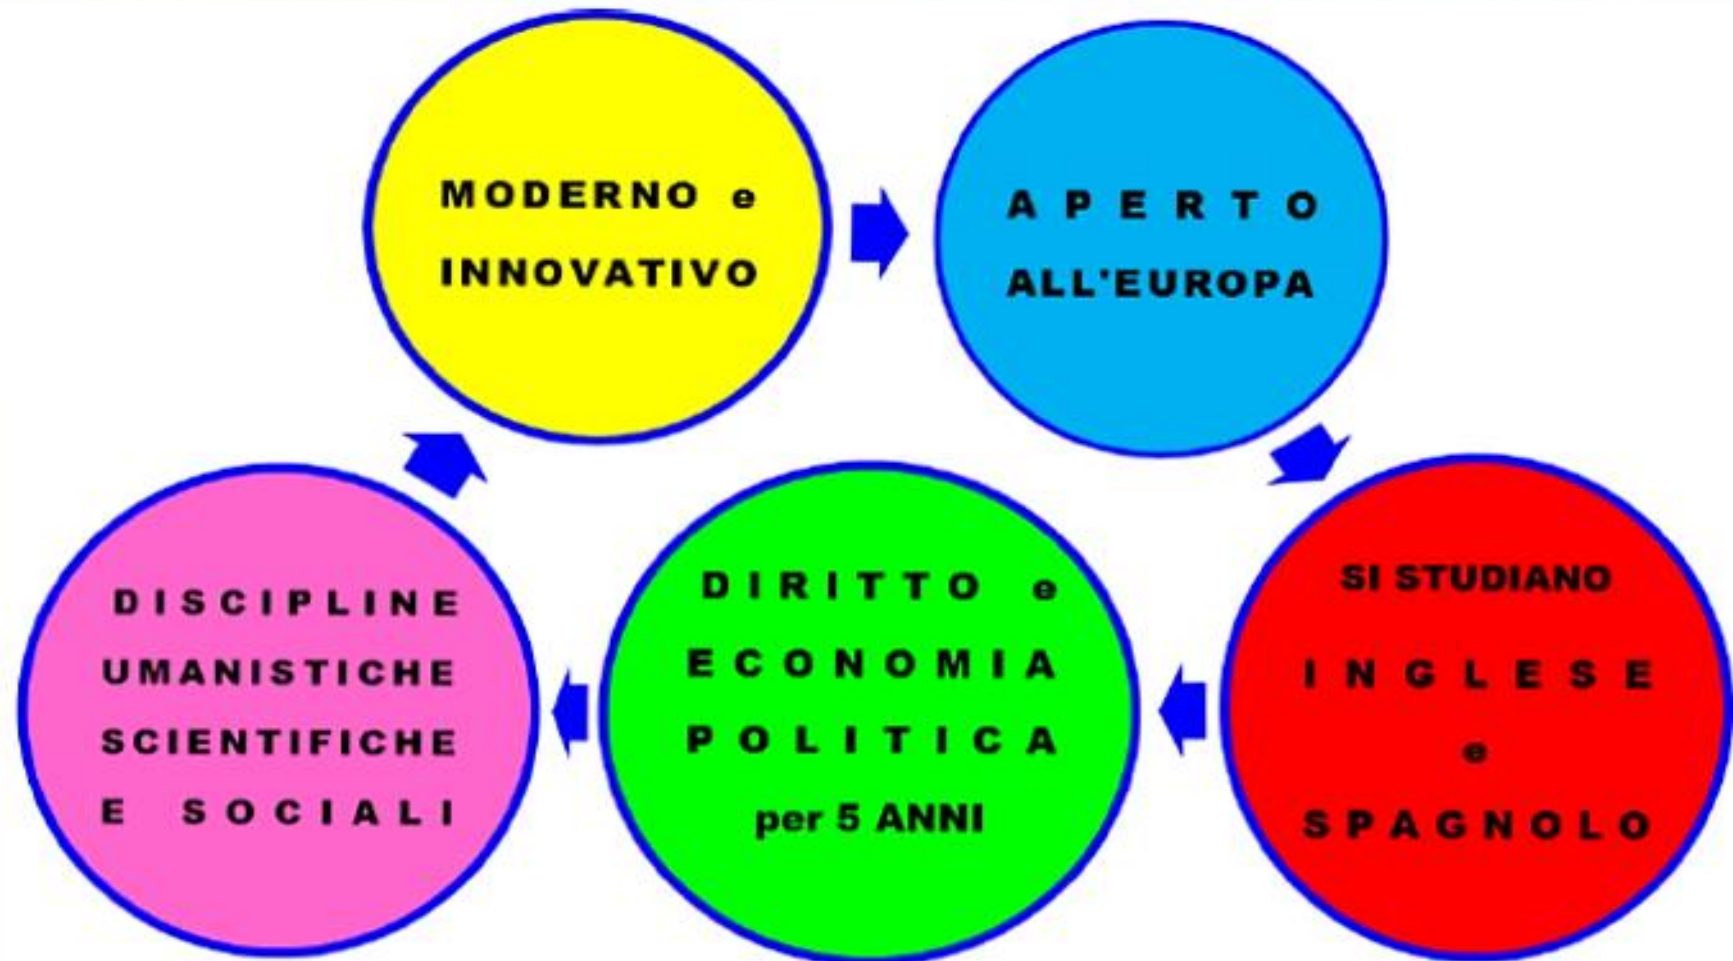 MODERNO e
INNOVATIVO
APERTO
ALL'EUROPA
SI STUDIANO
INGLESE
e
SPAGNOLO
DIRITTO e
ECONOMIA
POLITICA
per 5 ANNI
DISCIPLINE
UMANISTICHE
SCIENTIFICHE
E SOCIALI